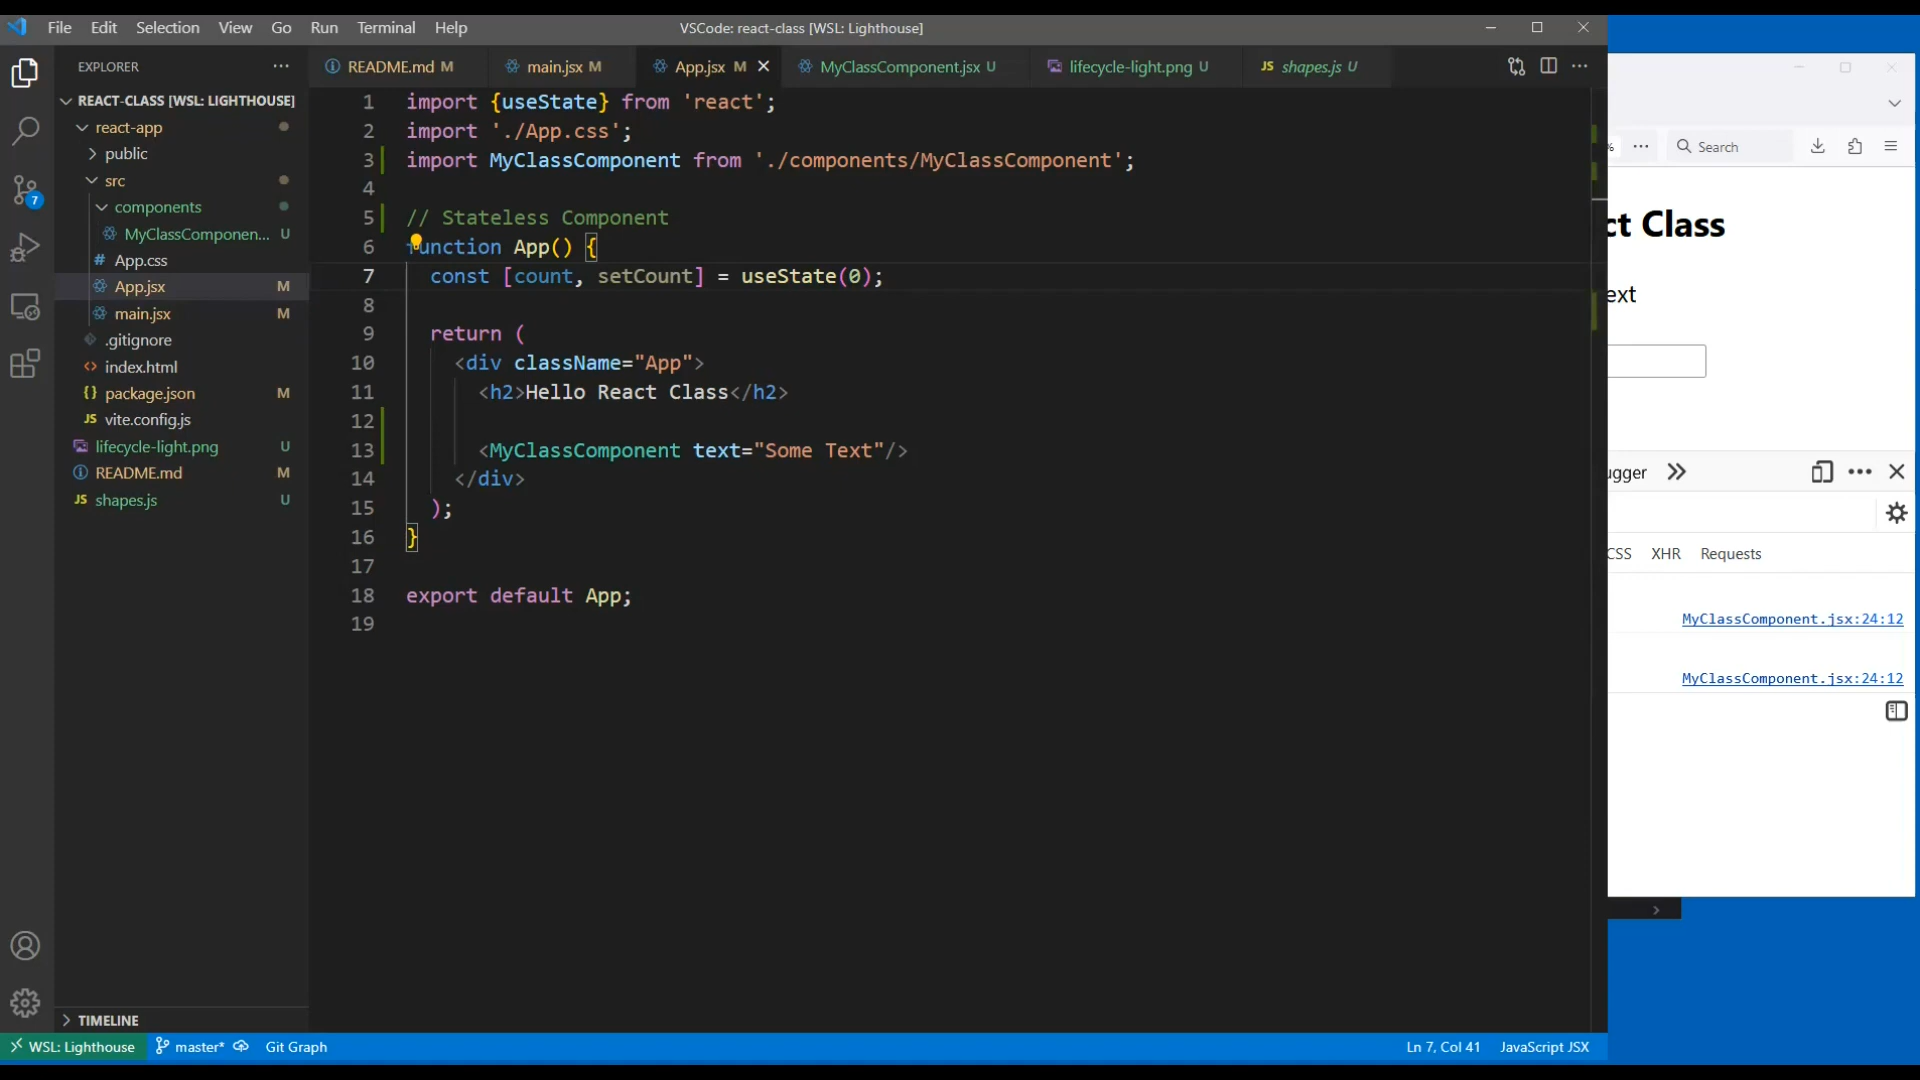 File Edit Selection View Go Run Terminal Help
VSCode: react-class [WSL: Lighthouse]
EXPLORER
REACT-CLASS [WSL: LIGHTHOUSE]
react-app
public
src
components
MyClassComponen... U
App.css
App.jsx M
main.jsx M
.gitignore
index.html
package.json M
vite.config.js
lifecycle-light.png U
README.md M
shapes.js U
TIMELINE
7
README.md M
main.jsx M
App.jsx M
MyClassComponent.jsx U
lifecycle-light.png U
JS shapes.js U
1 import {useState} from 'react';
2 import './App.css';
3 import MyClassComponent from './components/MyClassComponent';
4
5 // Stateless Component
6 function App() {
7 const [count, setCount] = useState(0);
8
9 return (
10 <div className="App">
11 <h2>Hello React Class</h2>
12
13 <MyClassComponent text="Some Text"/>
14 </div>
15 );
16 }
17
18 export default App;
19
% Search
ct Class
ext
ugger
CSS XHR Requests
MyClassComponent.jsx:24:12
MyClassComponent.jsx:24:12
WSL: Lighthouse master* Git Graph
Ln 7, Col 41 JavaScript JSX